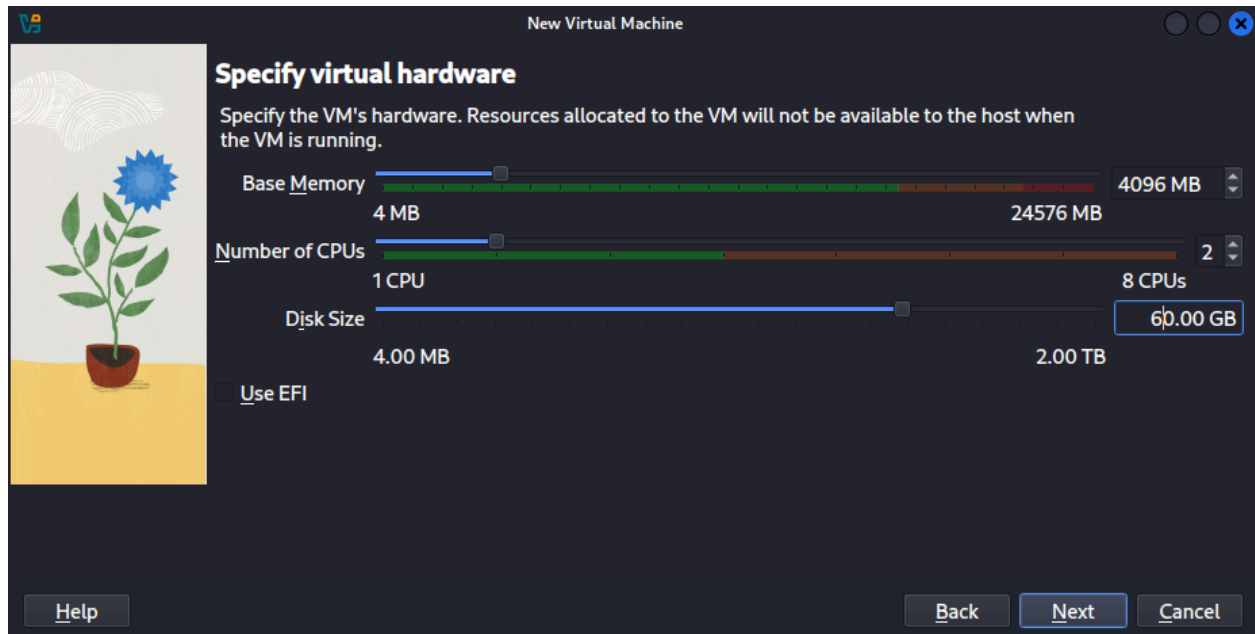 New Virtual Machine
Specify virtual hardware
Specify the VM's hardware. Resources allocated to the VM will not be available to the host when
the VM is running.
Base Memory 4096 MB
4 MB 24576 MB
Number of CPUs 2
1 CPU 8 CPUs
Disk Size 60.00 GB
4.00 MB 2.00 TB
Use EFI
Help Back Next Cancel